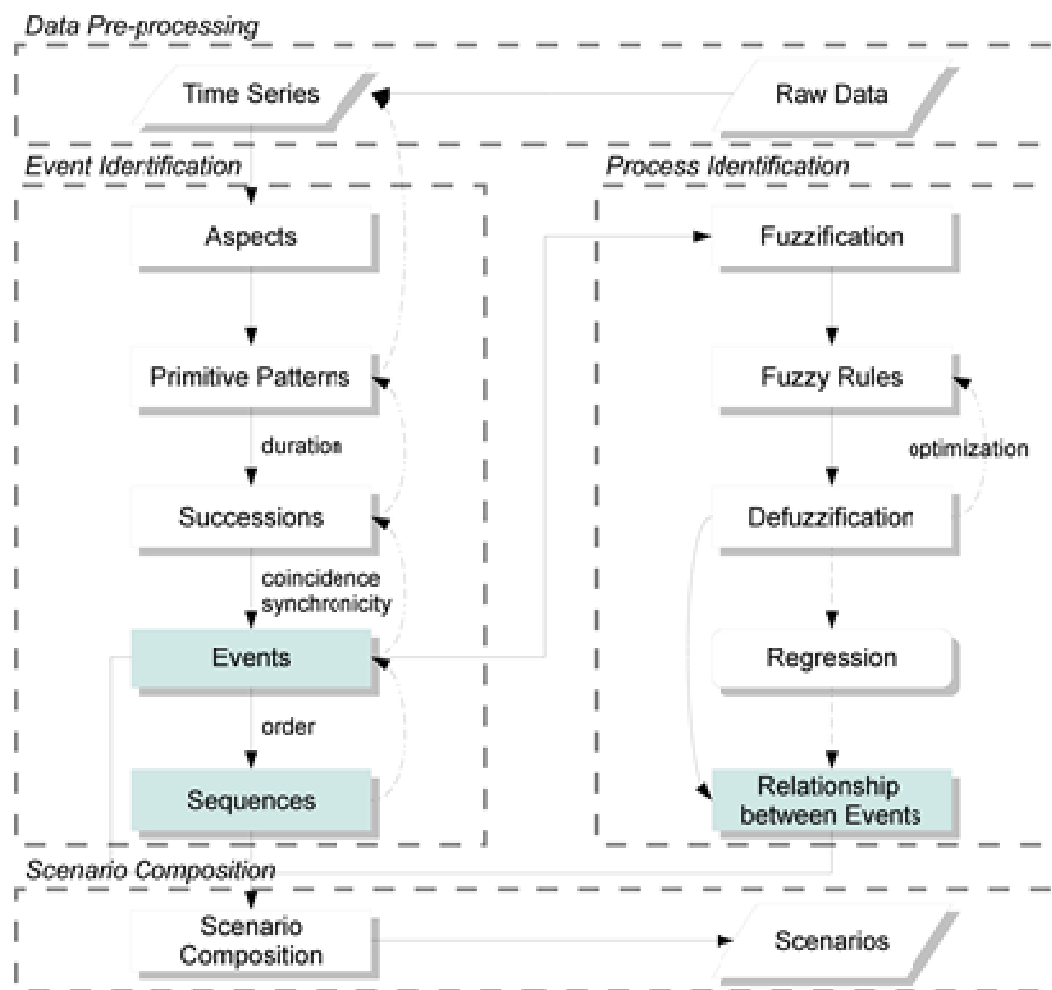 Data Pre-processing
Time Series
Raw Data
Event Identification
Process Identification
Aspects
Fuzzification
Primitive Patterns
Fuzzy Rules
duration
optimization
Successions
Defuzzification
coincidence
synchronicity
Events
Regression
order
Sequences
Relationship
between Events
Scenario Composition
Scenario
Composition
Scenarios